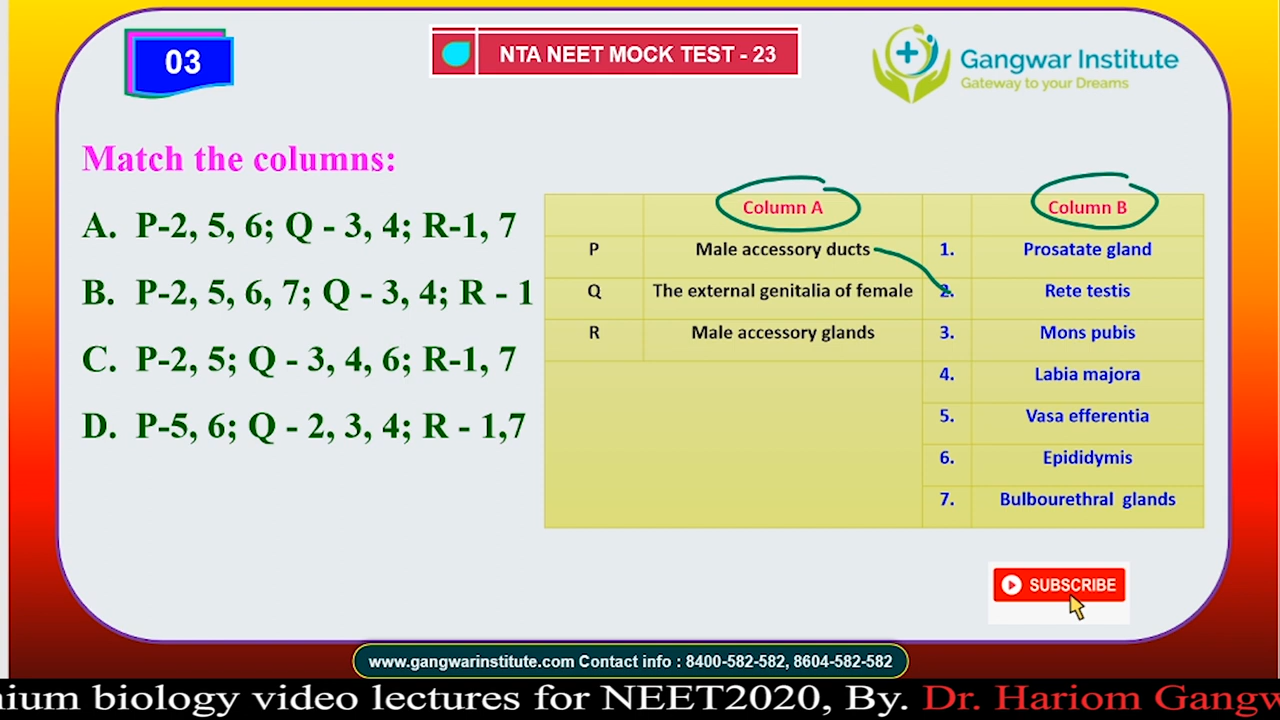 03
NTA NEET MOCK TEST - 23
Gangwar Institute
Gateway to your Dreams
Match the columns:
A. P-2, 5, 6; Q - 3, 4; R-1, 7
B. P-2, 5, 6, 7; Q - 3, 4; R - 1
C. P-2, 5; Q - 3, 4, 6; R-1, 7
D. P-5, 6; Q - 2, 3, 4; R - 1,7
Column A Column B
P Male accessory ducts 1. Prosatate gland
Q The external genitalia of female 2. Rete testis
R Male accessory glands 3. Mons pubis
4. Labia majora
5. Vasa efferentia
6. Epididymis
7. Bulbourethral glands
SUBSCRIBE
www.gangwarinstitute.com Contact info : 8400-582-582, 8604-582-582
biology video lectures for NEET2020, By. Dr. Hariom